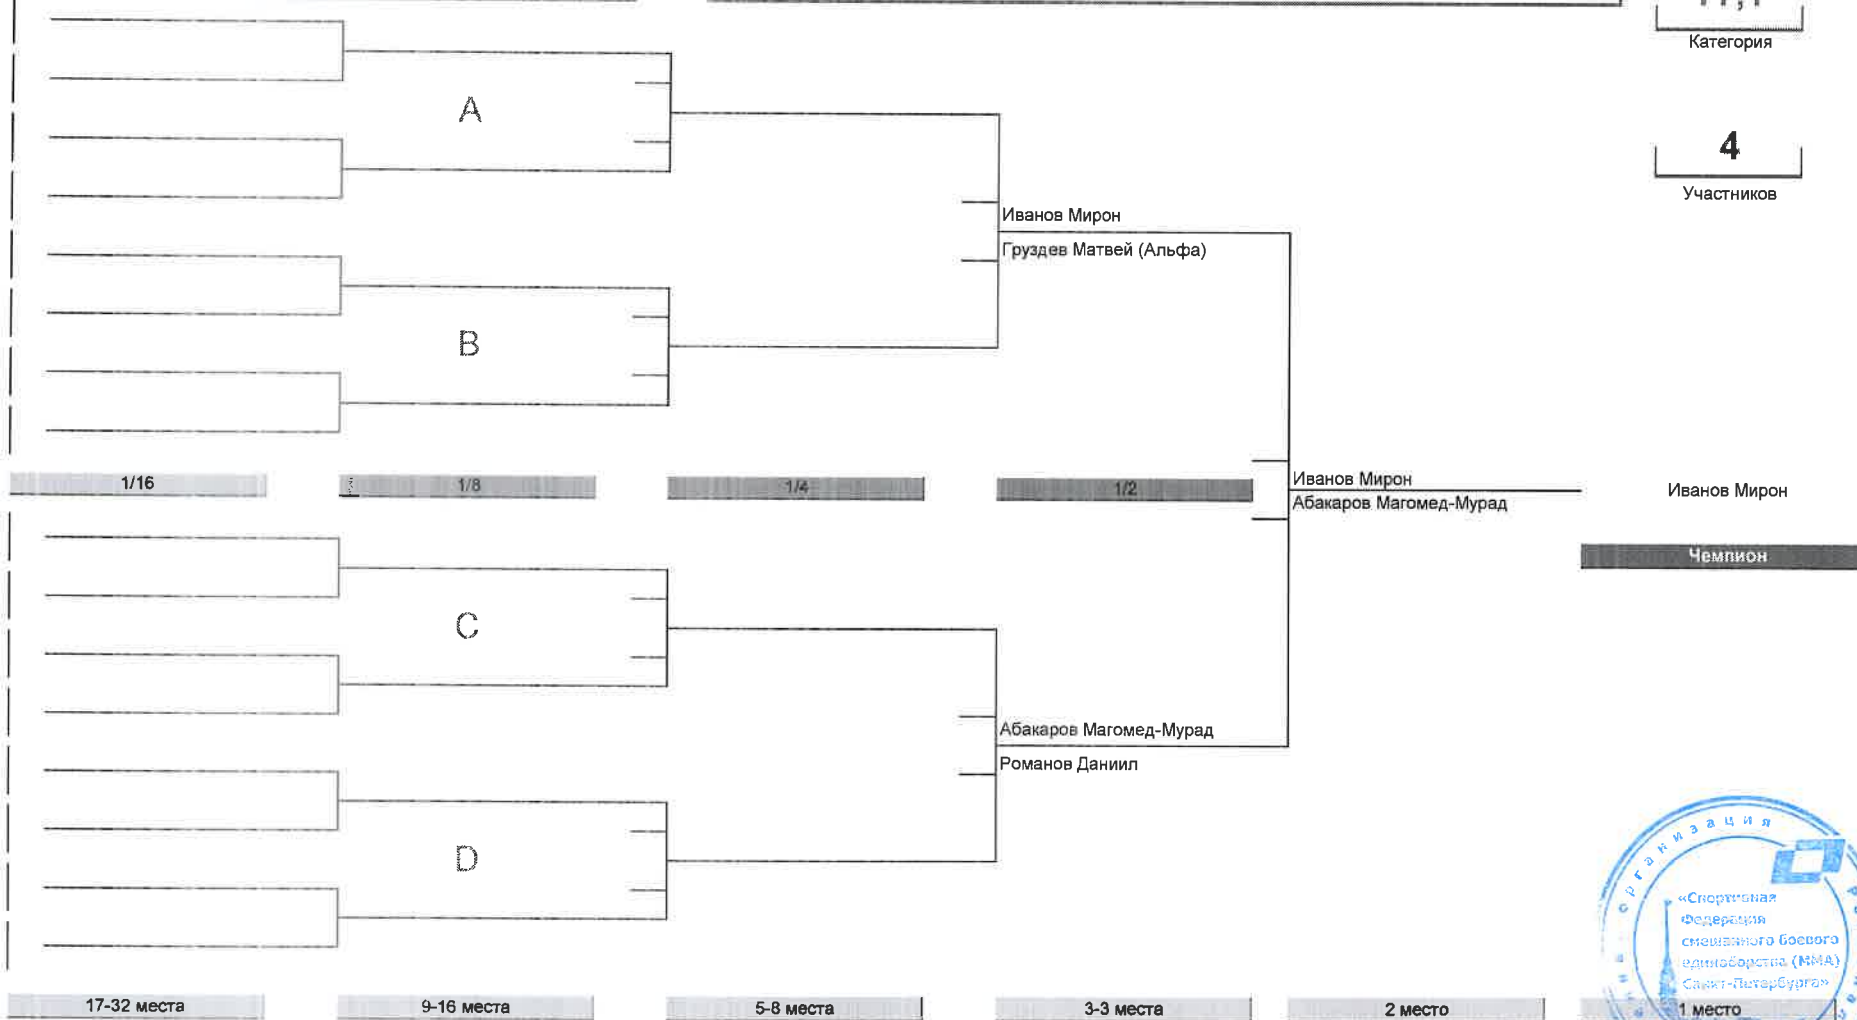 Категория
A
4
Участников
Иванов Мирон
Груздев Матвей (Альфа)
B
1/16
1/8
1/4
1/2
Иванов Мирон
Абакаров Магомед-Мурад
Иванов Мирон
Чемпион
C
Абакаров Магомед-Мурад
Романов Даниил
D
организация
«Спортивная
Федерация
смешанного боевого
единоборства (ММА)
Санкт-Петербурга»
17-32 места
9-16 места
5-8 места
3-3 места
2 место
1 место